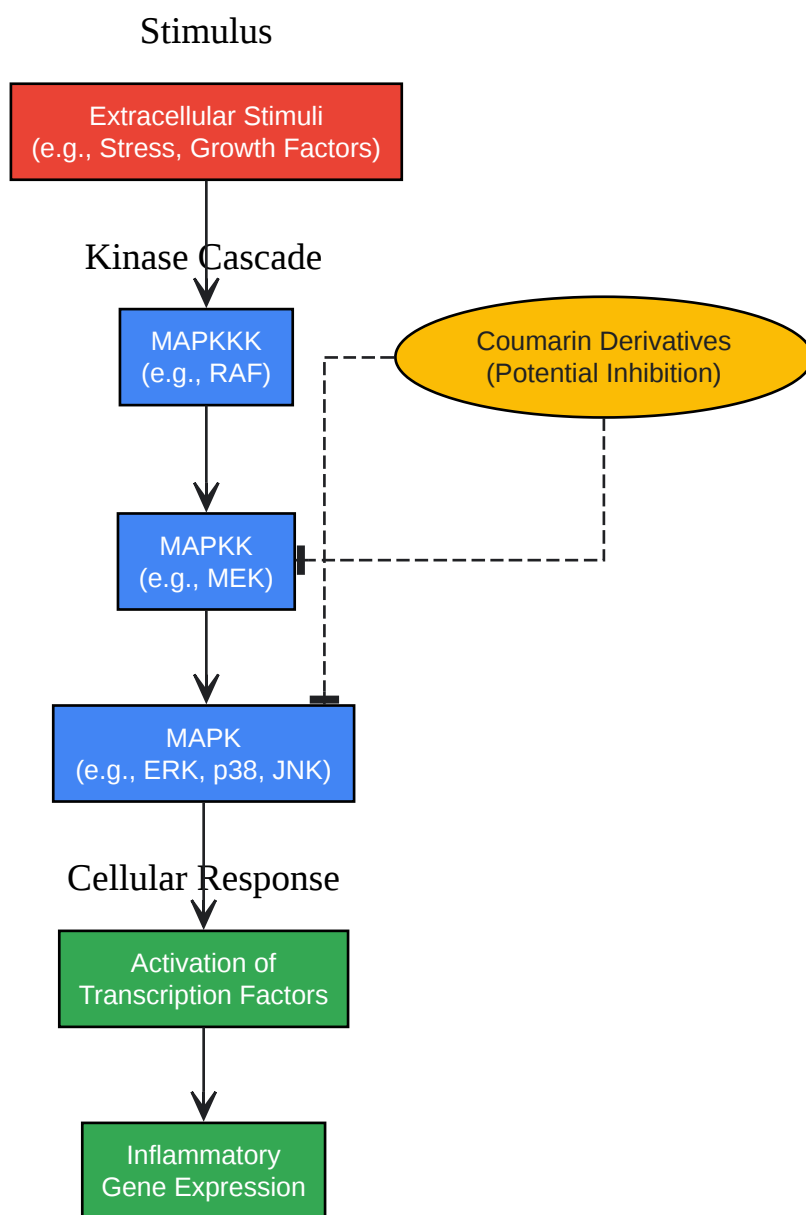 Stimulus
Extracellular Stimuli
(e.g., Stress, Growth Factors)
Kinase Cascade
MAPKKK
(e.g., RAF)
Coumarin Derivatives
(Potential Inhibition)
MAPKK
(e.g., MEK)
MAPK
(e.g., ERK, p38, JNK)
Cellular Response
Activation of
Transcription Factors
Inflammatory
Gene Expression